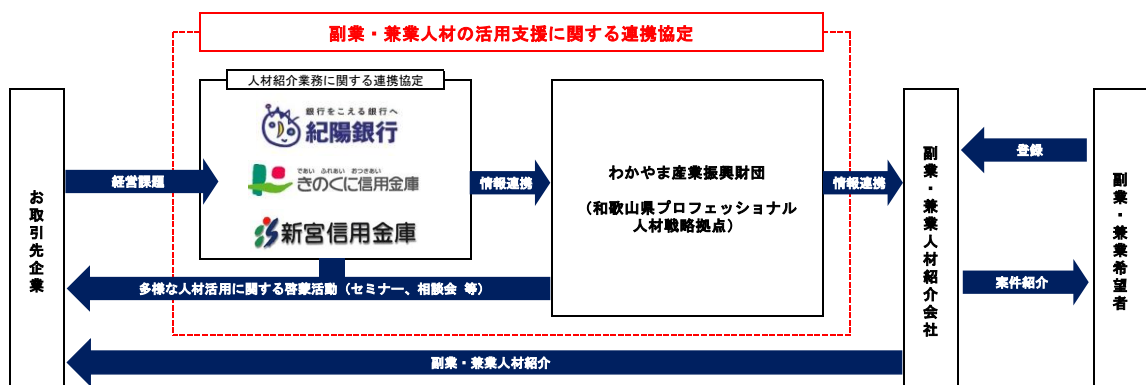 副業・兼業人材の活用支援に関する連携協定
人材紹介業務に関する連携協定
銀行をこえる銀行へ
紀陽銀行
であい ふれあい おつきあい
きのくに信用金庫
新宮信用金庫
お取引先企業
経営課題
情報連携
わかやま産業振興財団
（和歌山県プロフェッショナル
人材戦略拠点）
情報連携
副業・兼業人材紹介会社
登録
案件紹介
副業・兼業希望者
多様な人材活用に関する啓蒙活動（セミナー、相談会 等）
副業・兼業人材紹介